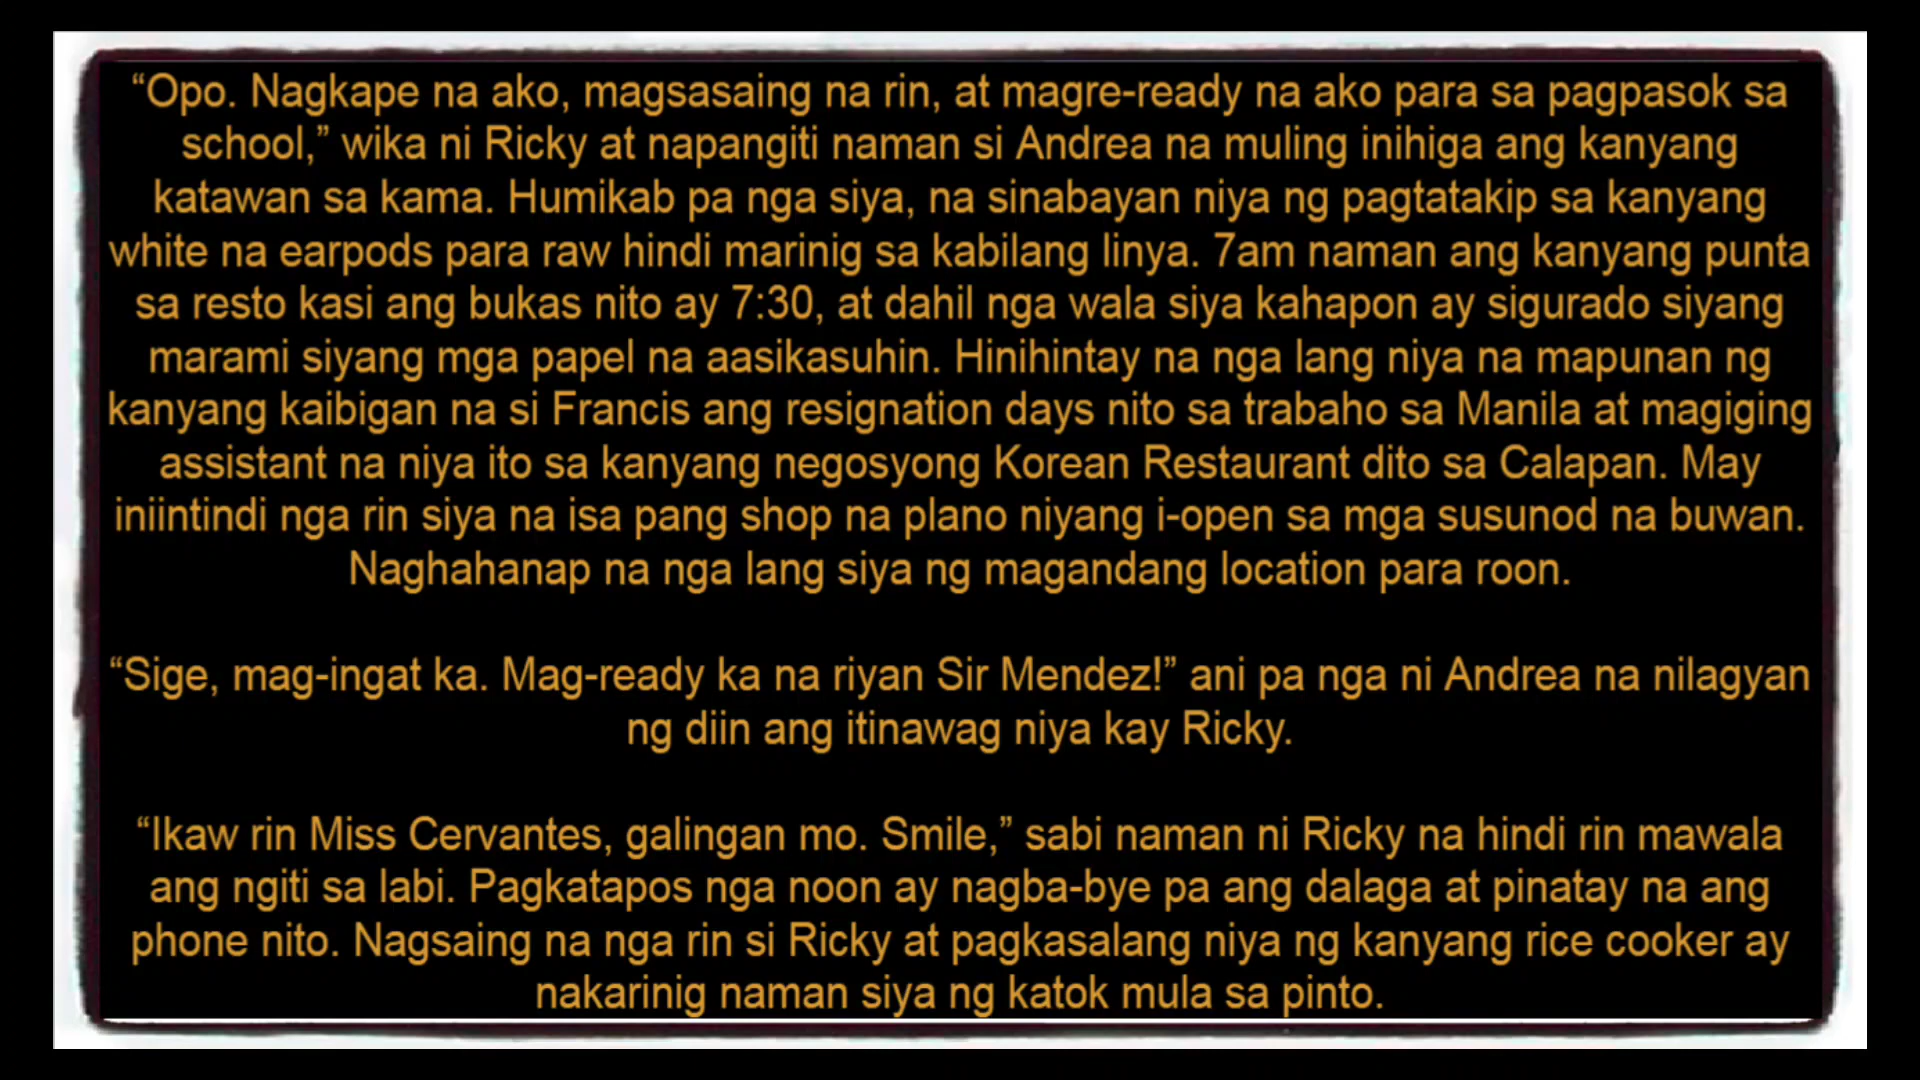 “Opo. Nagkape na ako, magsasaing na rin, at magre-ready na ako para sa pagpasok sa
school,” wika ni Ricky at napangiti naman si Andrea na muling inihiga ang kanyang
katawan sa kama. Humikab pa nga siya, na sinabayan niya ng pagtatakip sa kanyang
white na earpods para raw hindi marinig sa kabilang linya. 7am naman ang kanyang punta
sa resto kasi ang bukas nito ay 7:30, at dahil nga wala siya kahapon ay sigurado siyang
marami siyang mga papel na aasikasuhin. Hinihintay na nga lang niya na mapunan ng
kanyang kaibigan na si Francis ang resignation days nito sa trabaho sa Manila at magiging
assistant na niya ito sa kanyang negosyong Korean Restaurant dito sa Calapan. May
iniintindi nga rin siya na isa pang shop na plano niyang i-open sa mga susunod na buwan.
Naghahanap na nga lang siya ng magandang location para roon.
“Sige, mag-ingat ka. Mag-ready ka na riyan Sir Mendez!” ani pa nga ni Andrea na nilagyan
ng diin ang itinawag niya kay Ricky.
“Ikaw rin Miss Cervantes, galingan mo. Smile,” sabi naman ni Ricky na hindi rin mawala
ang ngiti sa labi. Pagkatapos nga noon ay nagba-bye pa ang dalaga at pinatay na ang
phone nito. Nagsaing na nga rin si Ricky at pagkasalang niya ng kanyang rice cooker ay
nakarinig naman siya ng katok mula sa pinto.